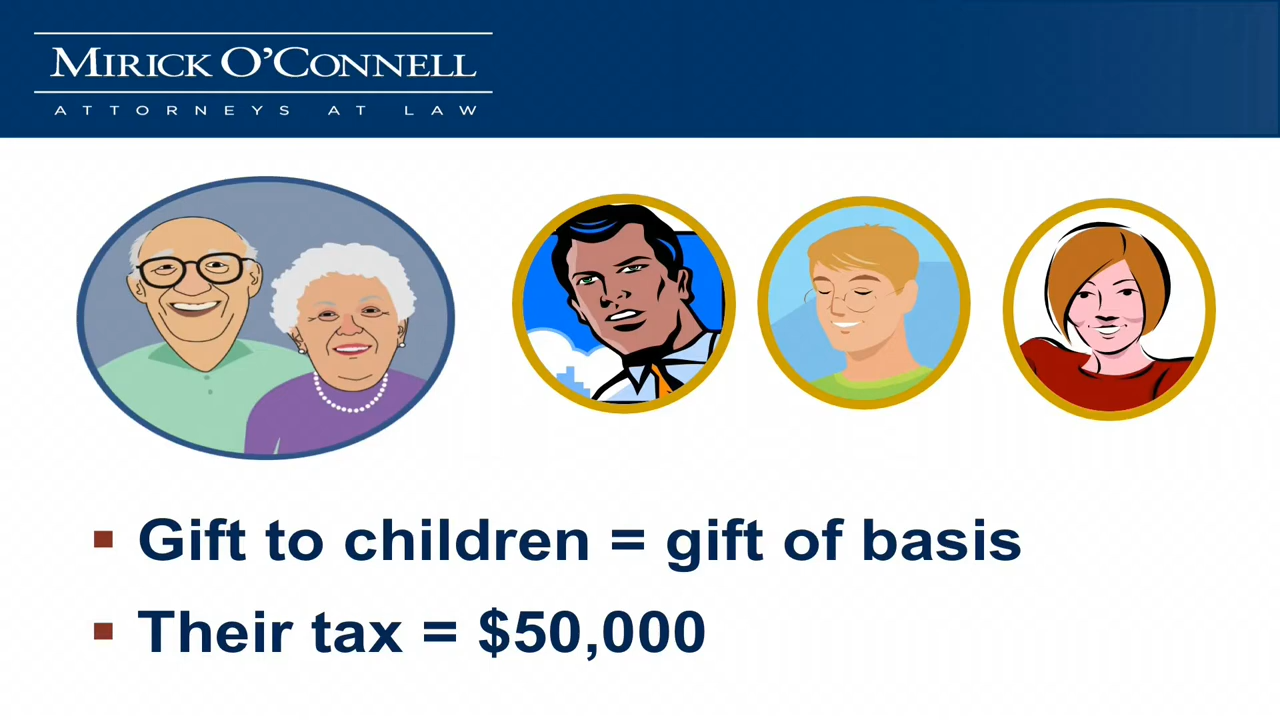 MIRICK O'CONNELL
ATTORNEYS AT LAW
▪ Gift to children = gift of basis
▪ Their tax = $50,000